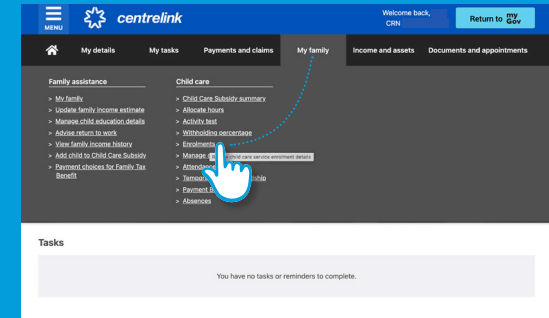 MENU
centrelink
Welcome back,
CRN
Return to my Gov
My details
My tasks
Payments and claims
My family
Income and assets
Documents and appointments
Family assistance
> My family
> Update family income estimate
> Manage child education details
> Advise return to work
> View family income history
> Add child to Child Care Subsidy
> Payment choices for Family Tax
Benefit
Child care
> Child Care Subsidy summary
> Allocate hours
> Activity test
> Withholding percentage
> Enrolments
> Manage
child care service enrolment details
> Attendance
> Payment
> Absences
Tasks
You have no tasks or reminders to complete.